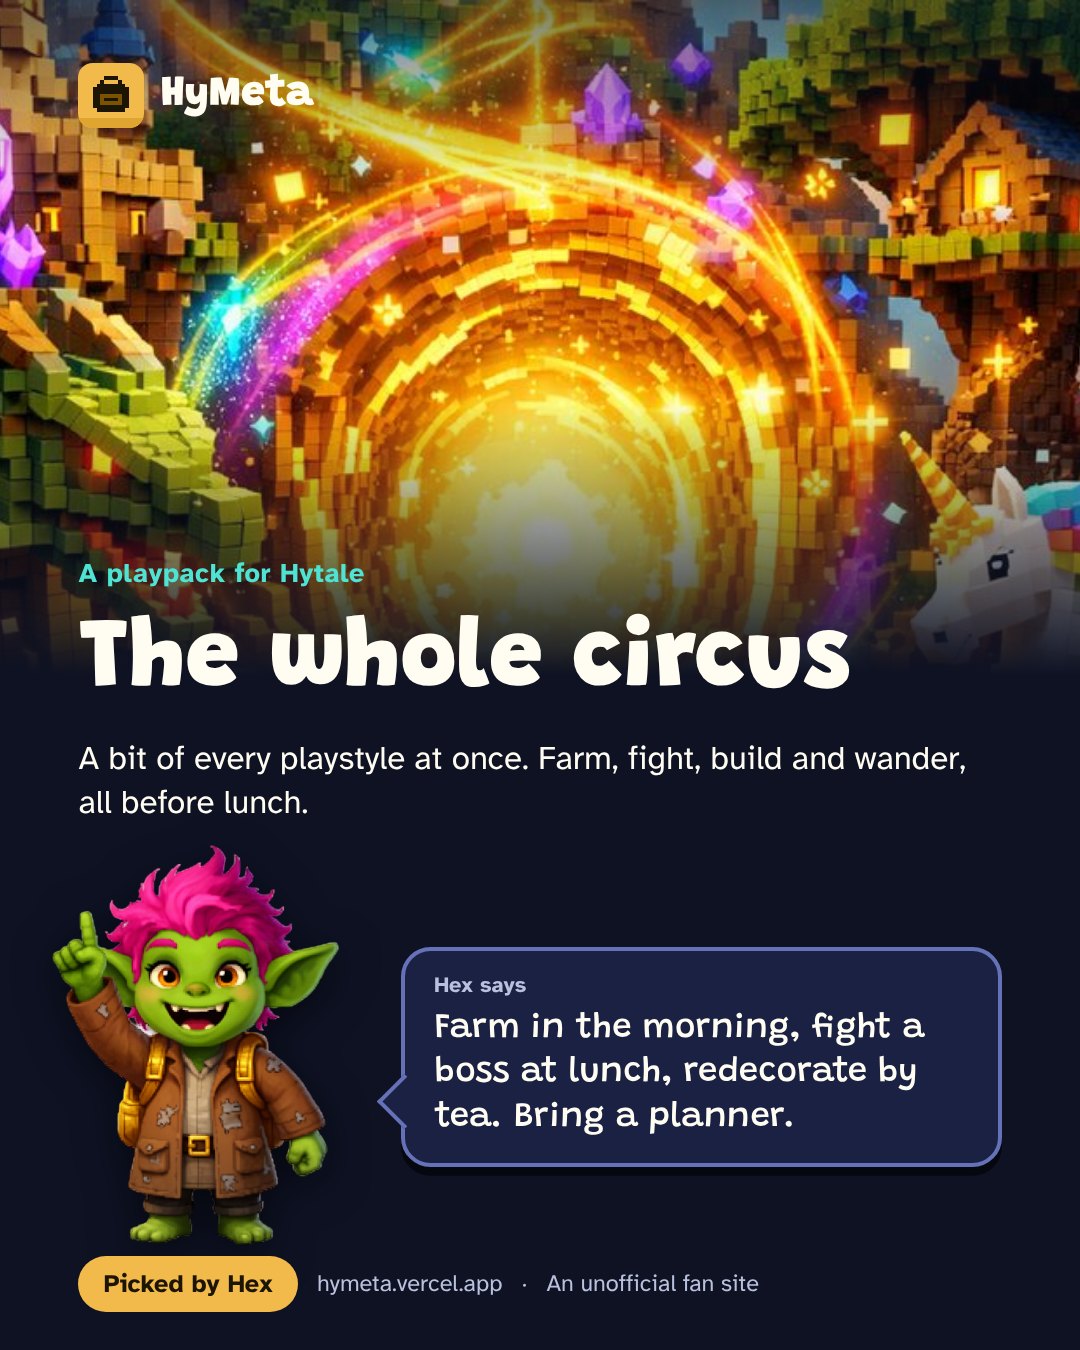 HyMeta
A playpack for Hytale
The whole circus
A bit of every playstyle at once. Farm, fight, build and wander,
all before lunch.
Hex says
Farm in the morning, fight a
boss at lunch, redecorate by
tea. Bring a planner.
Picked by Hex
hymeta.vercel.app · An unofficial fan site